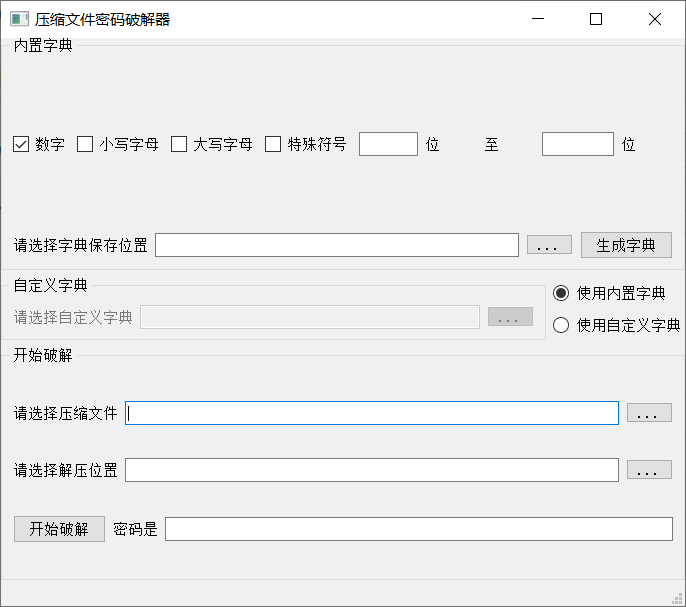 压缩文件密码破解器
内置字典
数字 小写字母 大写字母 特殊符号 位 至 位
请选择字典保存位置 ... 生成字典
自定义字典
使用内置字典
请选择自定义字典 ...
使用自定义字典
开始破解
请选择压缩文件 ...
请选择解压位置 ...
开始破解 密码是